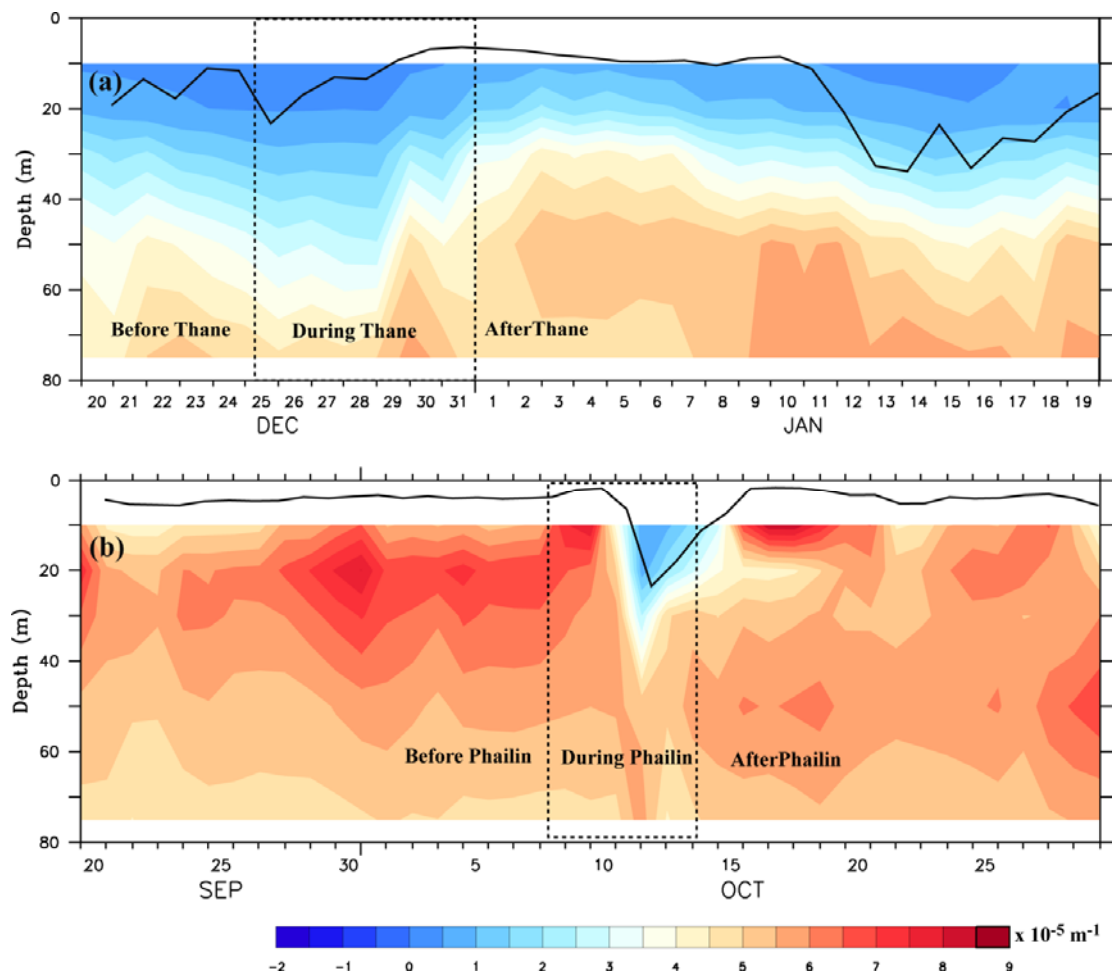 0
20
40
60
80
Depth (m)
(a)
Before Thane
During Thane
AfterThane
20 21 22 23 24 25 26 27 28 29 30 31 1 2 3 4 5 6 7 8 9 10 11 12 13 14 15 16 17 18 19
DEC JAN
0
20
40
60
80
Depth (m)
(b)
Before Phailin
During Phailin
AfterPhailin
20 30 5 10 15 20 25
SEP OCT
x 10⁻⁵ m⁻¹
-2 -1 0 1 2 3 4 5 6 7 8 9